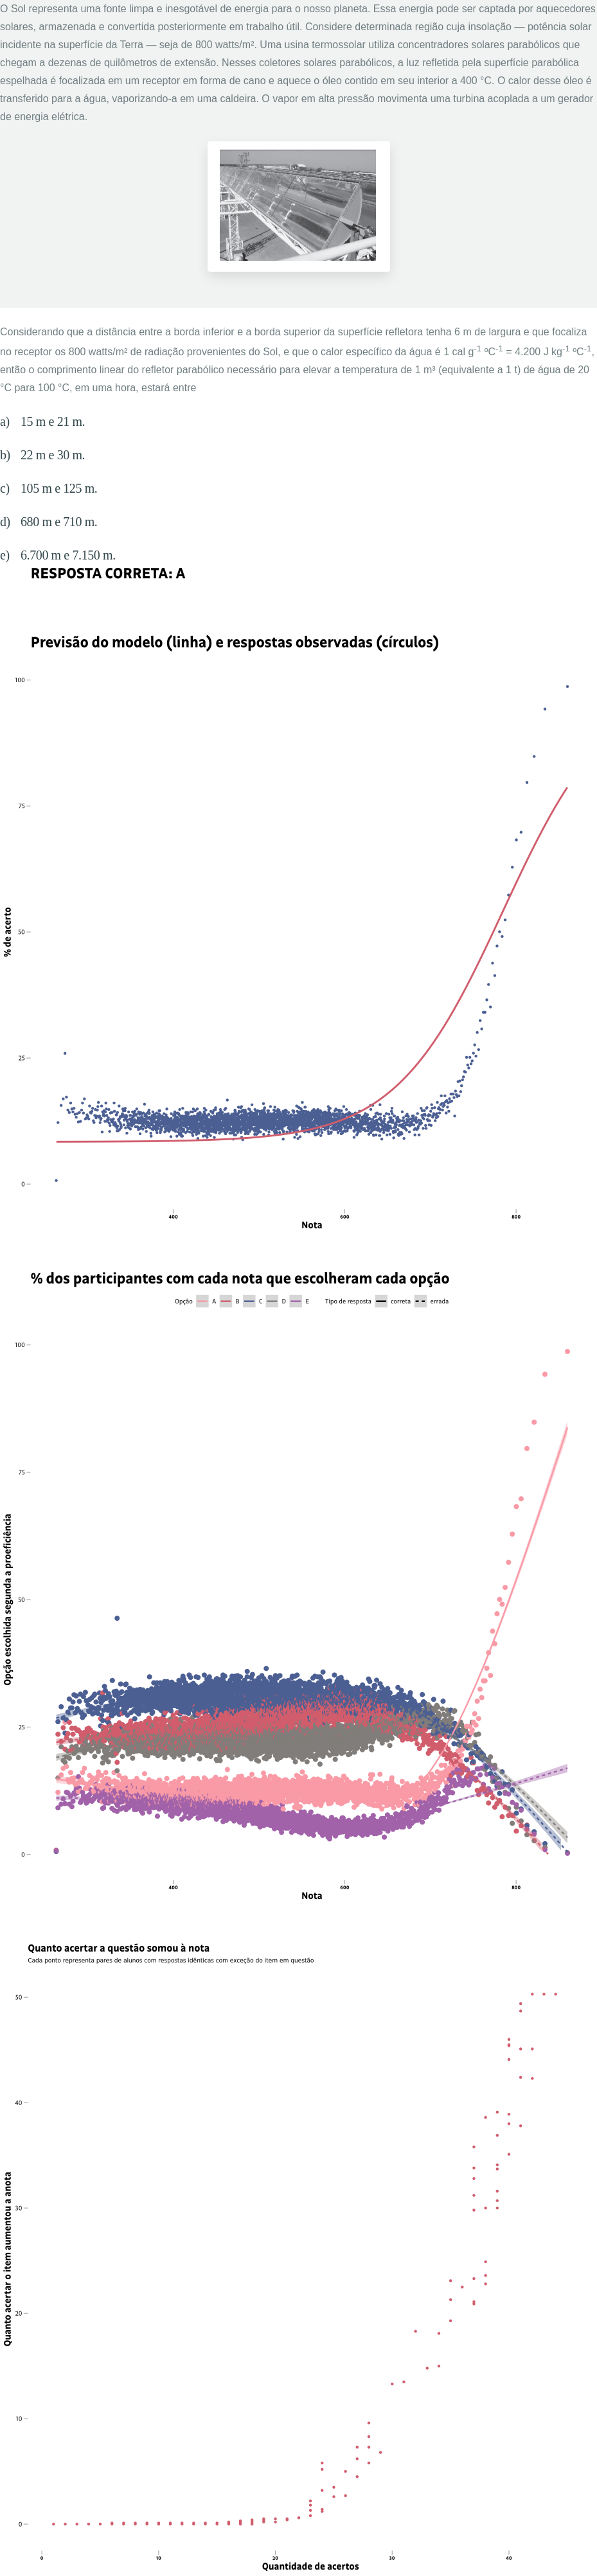 O Sol representa uma fonte limpa e inesgotável de energia para o nosso planeta. Essa energia pode ser captada por aquecedores
solares, armazenada e convertida posteriormente em trabalho útil. Considere determinada região cuja insolação — potência solar
incidente na superfície da Terra — seja de 800 watts/m². Uma usina termossolar utiliza concentradores solares parabólicos que
chegam a dezenas de quilômetros de extensão. Nesses coletores solares parabólicos, a luz refletida pela superfície parabólica
espelhada é focalizada em um receptor em forma de cano e aquece o óleo contido em seu interior a 400 °C. O calor desse óleo é
transferido para a água, vaporizando-a em uma caldeira. O vapor em alta pressão movimenta uma turbina acoplada a um gerador
de energia elétrica.
Considerando que a distância entre a borda inferior e a borda superior da superfície refletora tenha 6 m de largura e que focaliza
no receptor os 800 watts/m² de radiação provenientes do Sol, e que o calor específico da água é 1 cal g-1 ºC-1 = 4.200 J kg-1 ºC-1,
então o comprimento linear do refletor parabólico necessário para elevar a temperatura de 1 m³ (equivalente a 1 t) de água de 20
°C para 100 °C, em uma hora, estará entre
a) 15 m e 21 m.
b) 22 m e 30 m.
c) 105 m e 125 m.
d) 680 m e 710 m.
e) 6.700 m e 7.150 m.
RESPOSTA CORRETA: A
Previsão do modelo (linha) e respostas observadas (círculos)
100
75
% de acerto
50
25
0
400 600 800
Nota
% dos participantes com cada nota que escolheram cada opção
Opção A B C D E Tipo de resposta correta errada
100
75
Opção escolhida segunda a proeficiência
50
25
0
400 600 800
Nota
Quanto acertar a questão somou à nota
Cada ponto representa pares de alunos com respostas idênticas com exceção do item em questão
50
40
Quanto acertar o item aumentou a anota
30
20
10
0
0 10 20 30 40
Quantidade de acertos